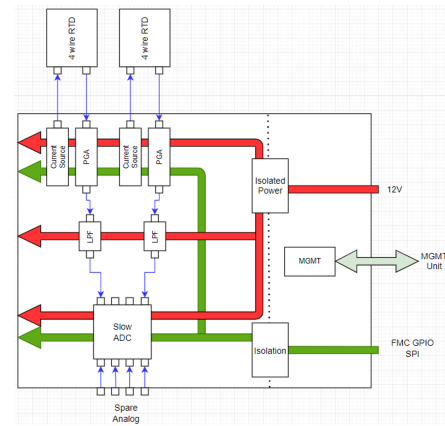 4 wire RTD
4 wire RTD
Current
Source
PGA
Current
Source
PGA
Isolated
Power
12V
LPF
LPF
MGMT
MGMT
Unit
Slow
ADC
Isolation
FMC GPIO
SPI
Spare
Analog